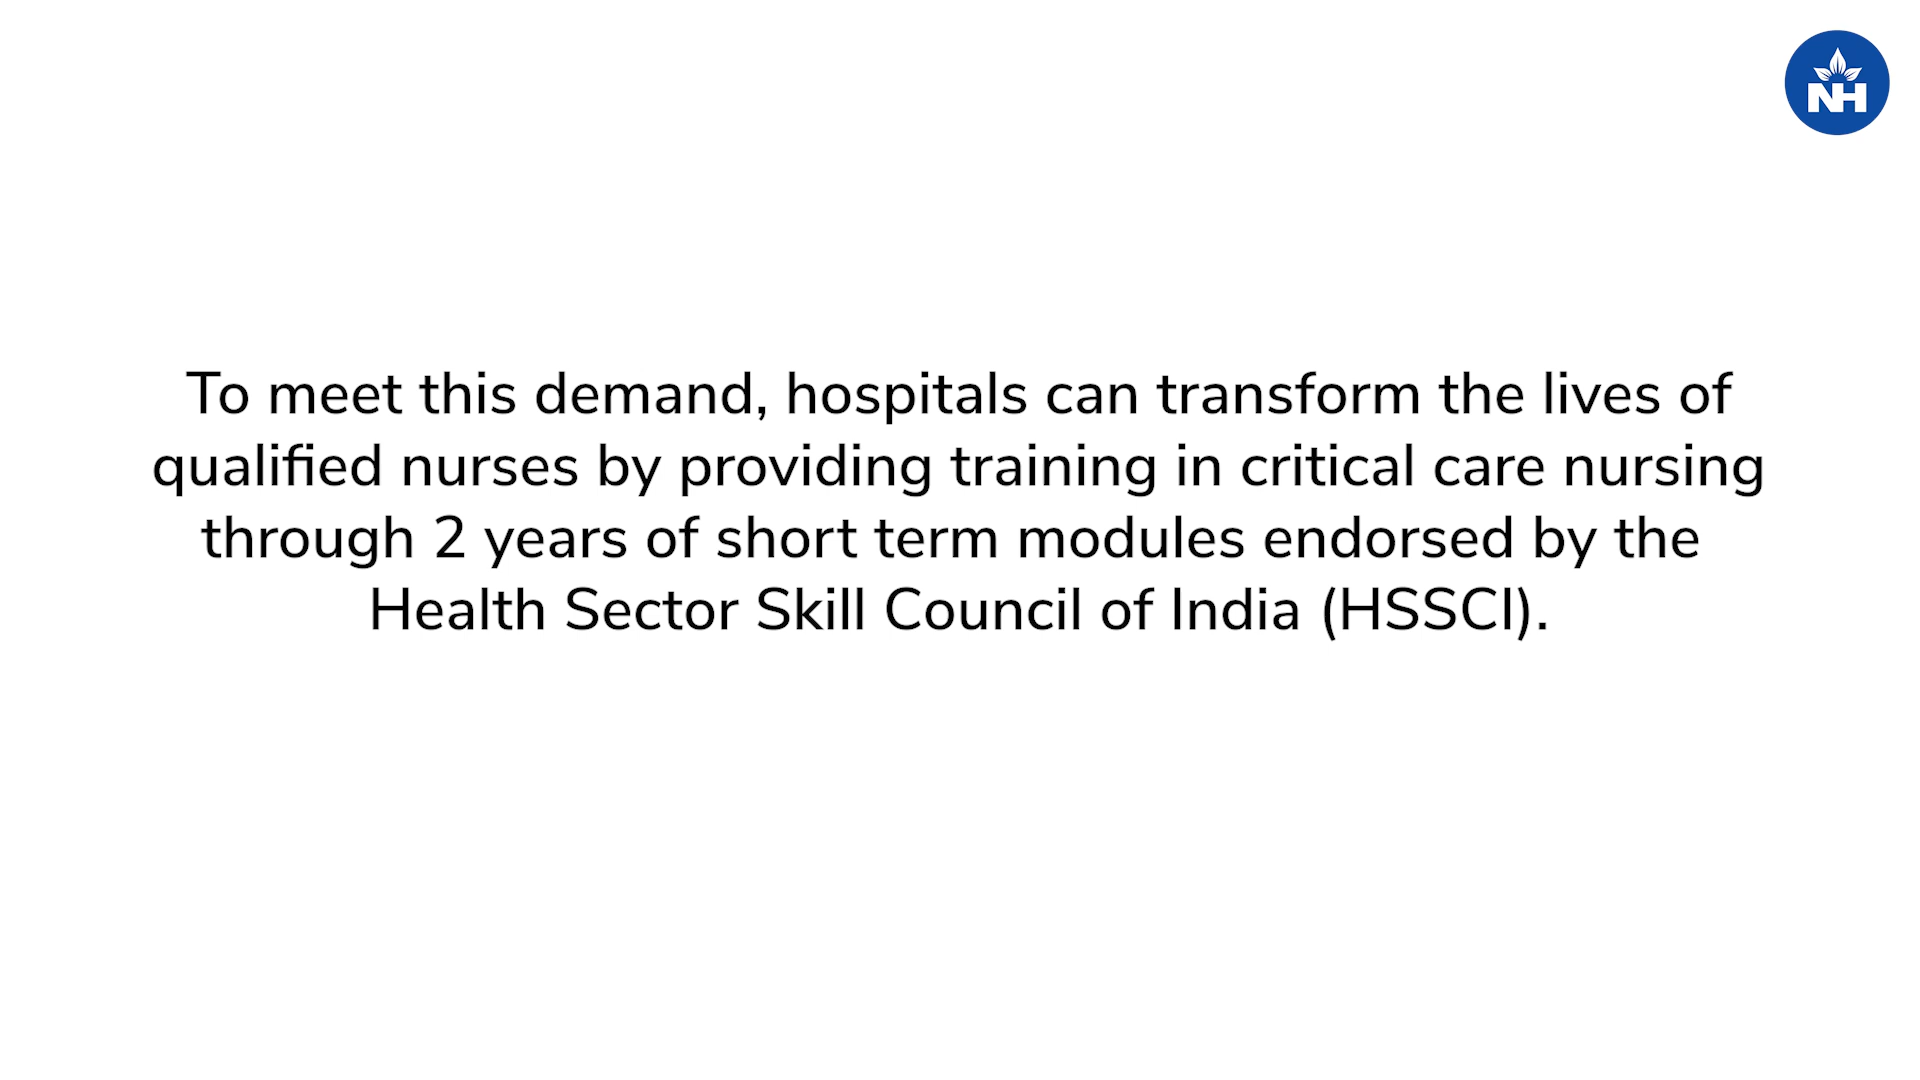 NH
To meet this demand, hospitals can transform the lives of
qualified nurses by providing training in critical care nursing
through 2 years of short term modules endorsed by the
Health Sector Skill Council of India (HSSCI).